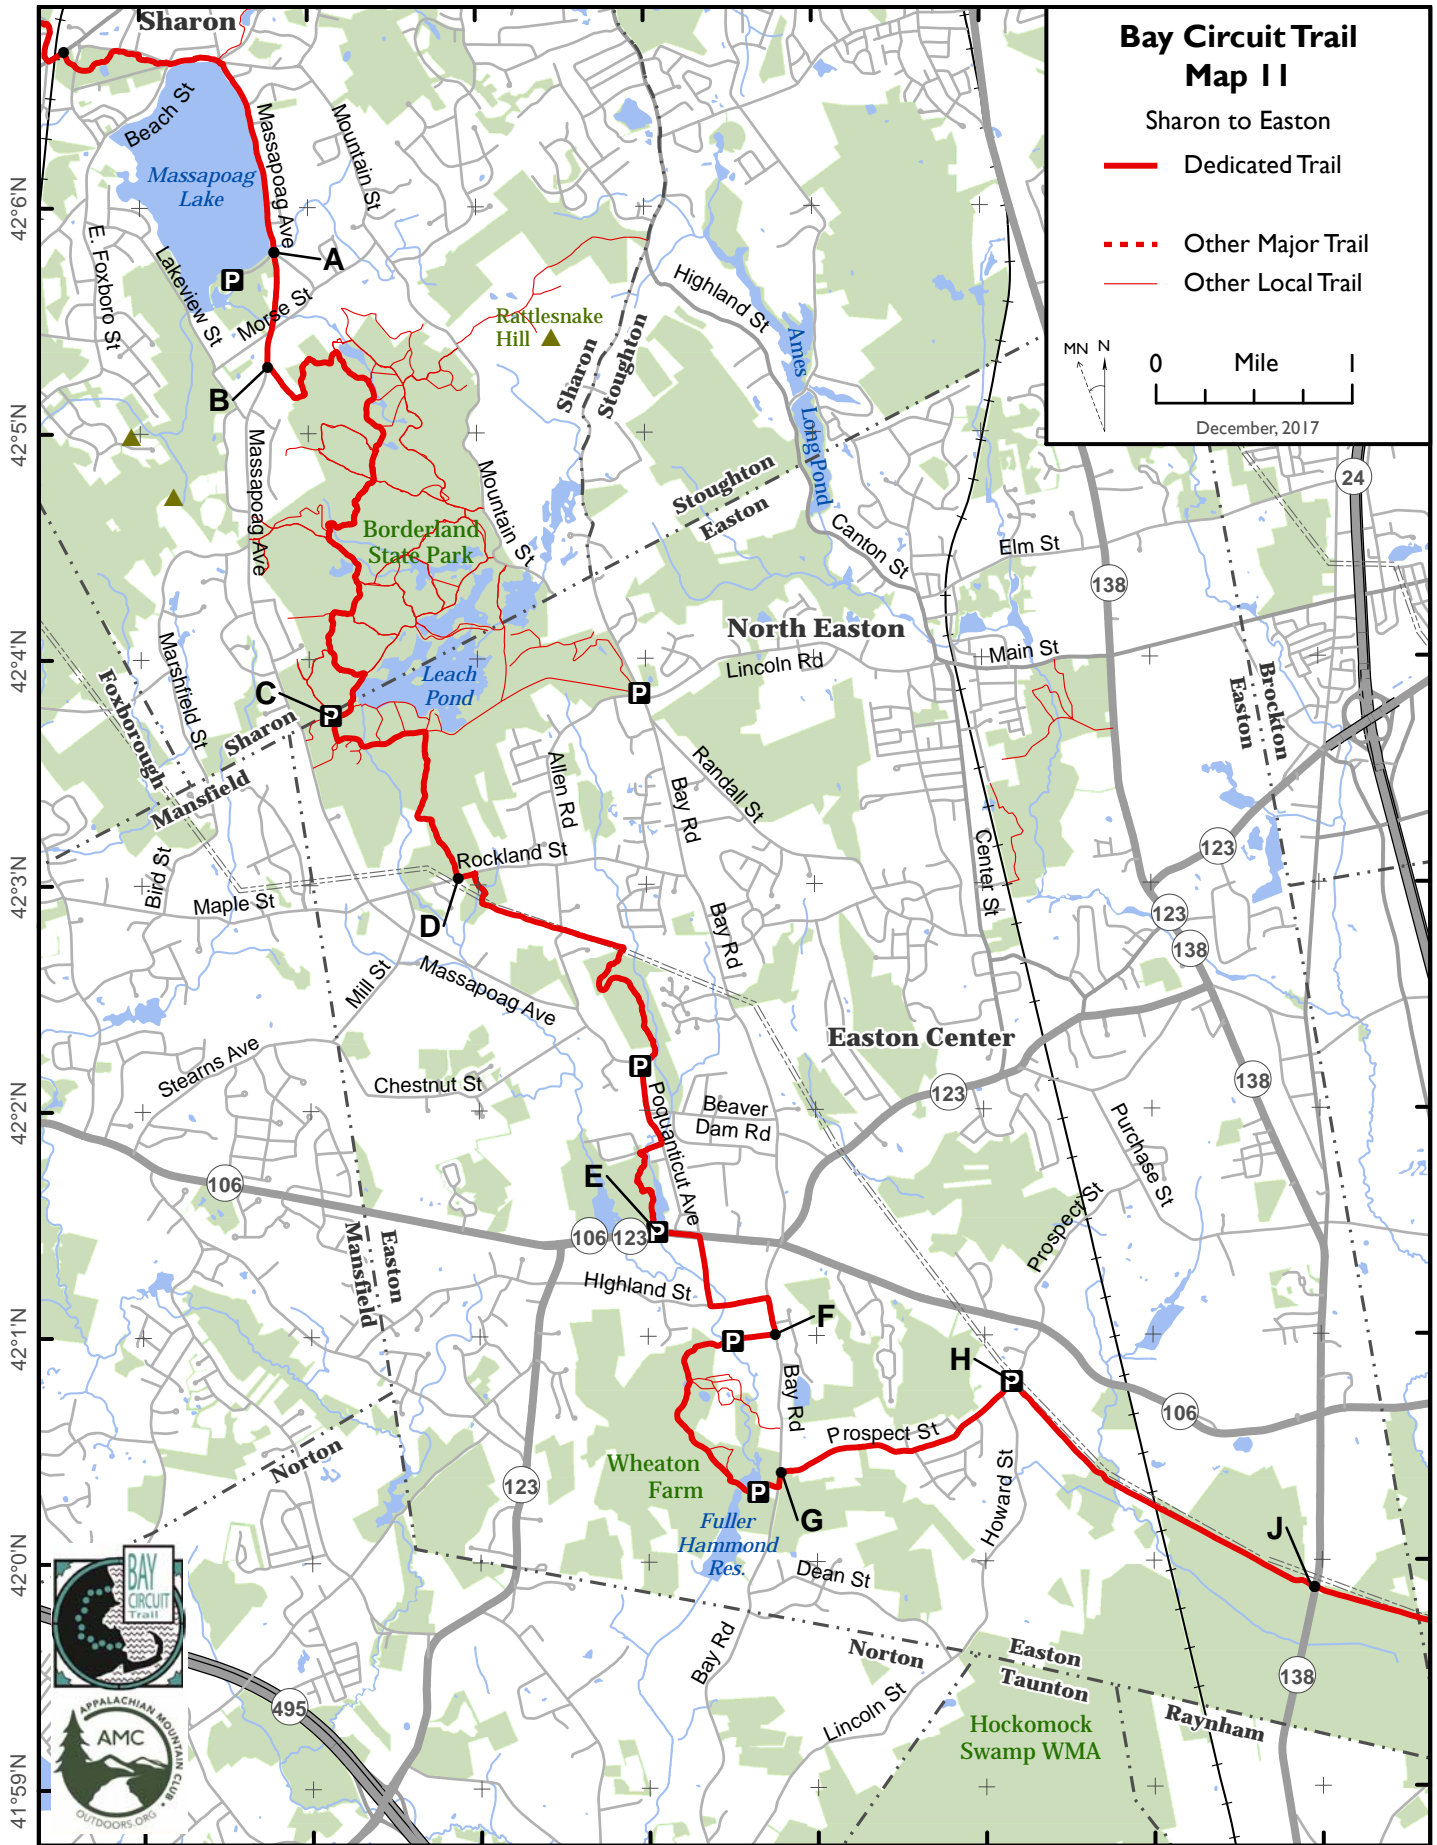 Bay Circuit Trail
Map 11
Sharon to Easton
Dedicated Trail
Other Major Trail
Other Local Trail
MN N
0 Mile 1
December, 2017
Sharon
Beach St
Massapoag Ave
Mountain St
Massapoag
Lake
42°6'N
E. Foxboro St
Lakeview St
P
A
Morse St
Highland St
Rattlesnake
Hill
Sharon
Stoughton
Ames
Long Pond
B
42°5'N
Massapoag Ave
Mountain St
Stoughton
Easton
24
Borderland
State Park
Canton St
Elm St
138
North Easton
Lincoln Rd
Main St
42°4'N
Marshfield St
Foxborough
Leach
Pond
C
P
P
Sharon
Mansfield
Brockton
Easton
Allen Rd
Bay Rd
Randall St
Center St
123
Rockland St
Bird St
Maple St
42°3'N
D
Bay Rd
123
138
Mill St
Massapoag Ave
Easton Center
Stearns Ave
Chestnut St
P
123
138
42°2'N
Poquanticut Ave
Beaver
Dam Rd
Purchase St
106
E
P
Prospect St
106
123
Easton
Mansfield
HIghland St
42°1'N
F
P
H
P
Bay Rd
106
Prospect St
Norton
Wheaton
Farm
123
P
G
Howard St
Fuller
Hammond
Res.
J
42°0'N
Dean St
BAY
CIRCUIT
Trail
Bay Rd
Norton
Easton
Taunton
138
Raynham
Lincoln St
495
Hockomock
Swamp WMA
APPALACHIAN MOUNTAIN CLUB
AMC
OUTDOORS.ORG
41°59'N